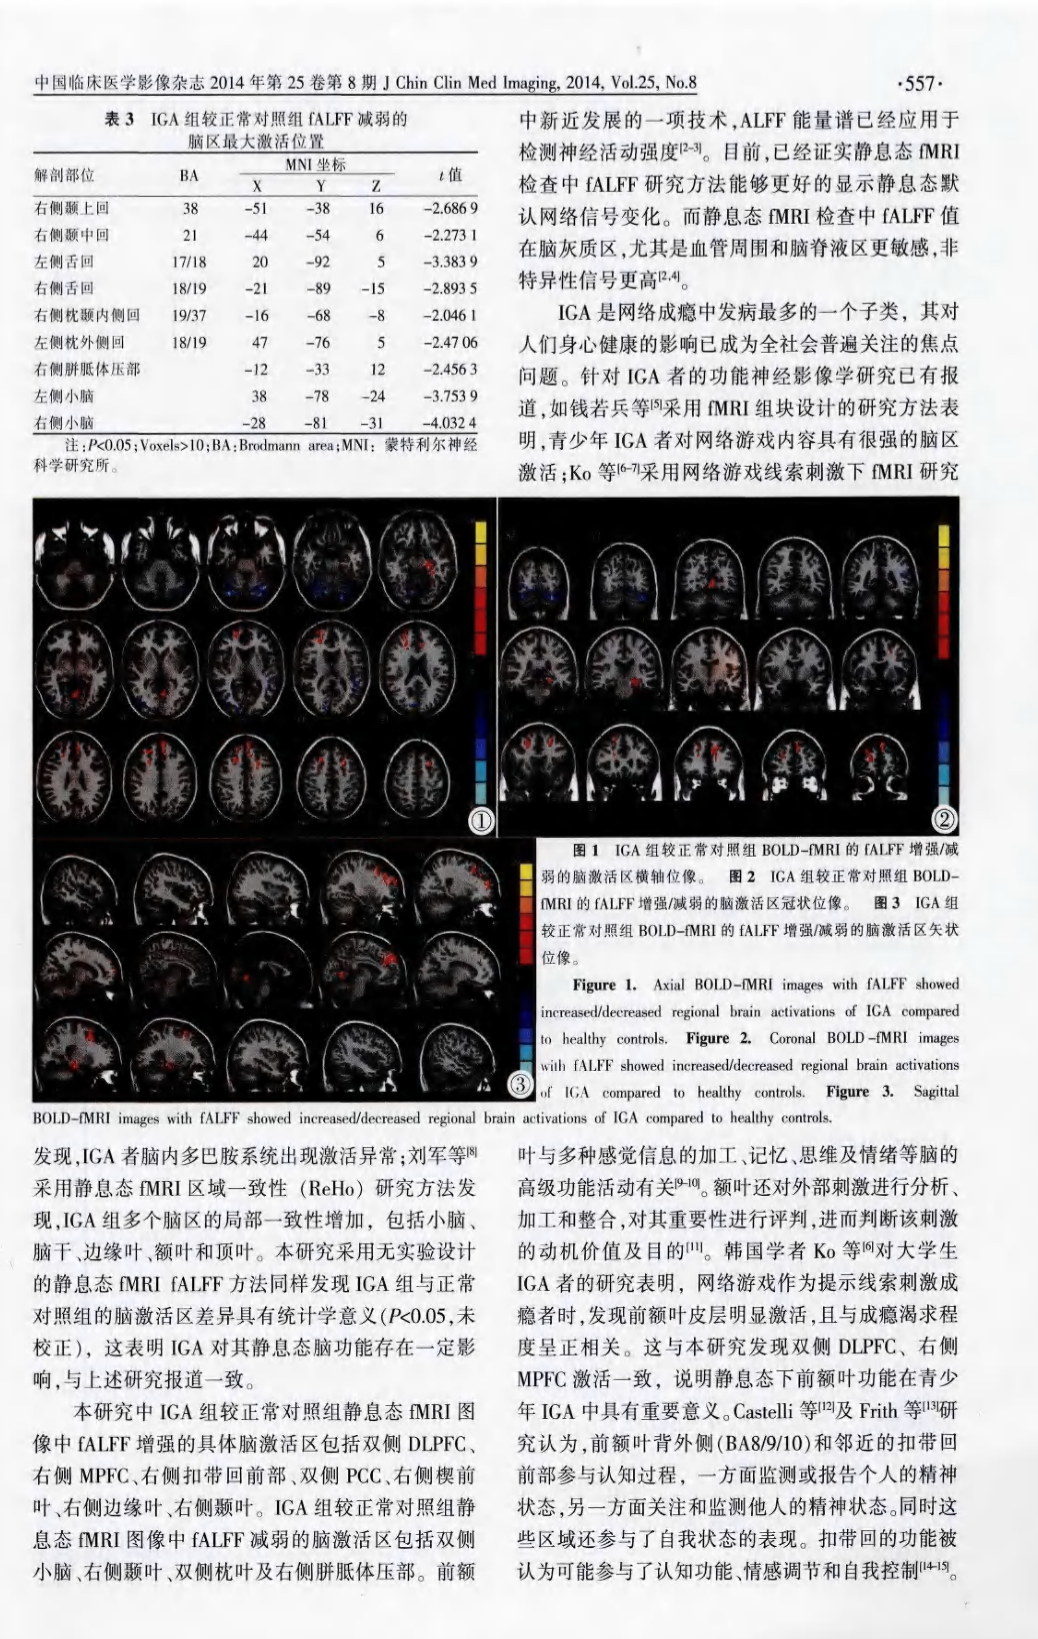 中国临床医学影像杂志 2014 年第 25 卷第 8 期 J Chin Clin Med Imaging, 2014, Vol.25, No.8
·557·
表 3 IGA 组较正常对照组 fALFF 减弱的
脑区最大激活位置
解剖部位 BA MNI 坐标 t 值
X Y Z
右侧颞上回 38 -51 -38 16 -2.686 9
右侧颞中回 21 -44 -54 6 -2.273 1
左侧舌回 17/18 20 -92 5 -3.383 9
右侧舌回 18/19 -21 -89 -15 -2.893 5
右侧枕颞内侧回 19/37 -16 -68 -8 -2.046 1
左侧枕外侧回 18/19 47 -76 5 -2.47 06
右侧胼胝体压部 -12 -33 12 -2.456 3
左侧小脑 38 -78 -24 -3.753 9
右侧小脑 -28 -81 -31 -4.032 4
注:P<0.05;Voxels>10;BA:Brodmann area;MNI: 蒙特利尔神经
科学研究所。
中新近发展的一项技术,ALFF 能量谱已经应用于
检测神经活动强度[2-3]。目前,已经证实静息态 fMRI
检查中 fALFF 研究方法能够更好的显示静息态默
认网络信号变化。而静息态 fMRI 检查中 fALFF 值
在脑灰质区,尤其是血管周围和脑脊液区更敏感,非
特异性信号更高[2,4]。
IGA 是网络成瘾中发病最多的一个子类, 其对
人们身心健康的影响已成为全社会普遍关注的焦点
问题。针对 IGA 者的功能神经影像学研究已有报
道,如钱若兵等[5]采用 fMRI 组块设计的研究方法表
明,青少年 IGA 者对网络游戏内容具有很强的脑区
激活;Ko 等[6-7]采用网络游戏线索刺激下 fMRI 研究
①
②
③
图 1 IGA 组较正常对照组 BOLD-fMRI 的 fALFF 增强/减
弱的脑激活区横轴位像。 图 2 IGA 组较正常对照组 BOLD-
fMRI 的 fALFF 增强/减弱的脑激活区冠状位像。 图 3 IGA 组
较正常对照组 BOLD-fMRI 的 fALFF 增强/减弱的脑激活区矢状
位像。
Figure 1. Axial BOLD-fMRI images with fALFF showed
increased/decreased regional brain activations of IGA compared
to healthy controls. Figure 2. Coronal BOLD-fMRI images
with fALFF showed increased/decreased regional brain activations
of IGA compared to healthy controls. Figure 3. Sagittal
BOLD-fMRI images with fALFF showed increased/decreased regional brain activations of IGA compared to healthy controls.
发现,IGA 者脑内多巴胺系统出现激活异常;刘军等[8]
采用静息态 fMRI 区域一致性 (ReHo) 研究方法发
现,IGA 组多个脑区的局部一致性增加, 包括小脑、
脑干、边缘叶、额叶和顶叶。本研究采用无实验设计
的静息态 fMRI fALFF 方法同样发现 IGA 组与正常
对照组的脑激活区差异具有统计学意义(P<0.05,未
校正), 这表明 IGA 对其静息态脑功能存在一定影
响,与上述研究报道一致。
本研究中 IGA 组较正常对照组静息态 fMRI 图
像中 fALFF 增强的具体脑激活区包括双侧 DLPFC、
右侧 MPFC、右侧扣带回前部、双侧 PCC、右侧楔前
叶、右侧边缘叶、右侧颞叶。IGA 组较正常对照组静
息态 fMRI 图像中 fALFF 减弱的脑激活区包括双侧
小脑、右侧颞叶、双侧枕叶及右侧胼胝体压部。前额
叶与多种感觉信息的加工、记忆、思维及情绪等脑的
高级功能活动有关[9-10]。额叶还对外部刺激进行分析、
加工和整合,对其重要性进行评判,进而判断该刺激
的动机价值及目的[11]。韩国学者 Ko 等[6]对大学生
IGA 者的研究表明, 网络游戏作为提示线索刺激成
瘾者时,发现前额叶皮层明显激活,且与成瘾渴求程
度呈正相关。这与本研究发现双侧 DLPFC、右侧
MPFC 激活一致, 说明静息态下前额叶功能在青少
年 IGA 中具有重要意义。Castelli 等[12]及 Frith 等[13]研
究认为,前额叶背外侧(BA8/9/10)和邻近的扣带回
前部参与认知过程, 一方面监测或报告个人的精神
状态,另一方面关注和监测他人的精神状态。同时这
些区域还参与了自我状态的表现。扣带回的功能被
认为可能参与了认知功能、情感调节和自我控制[14-15]。